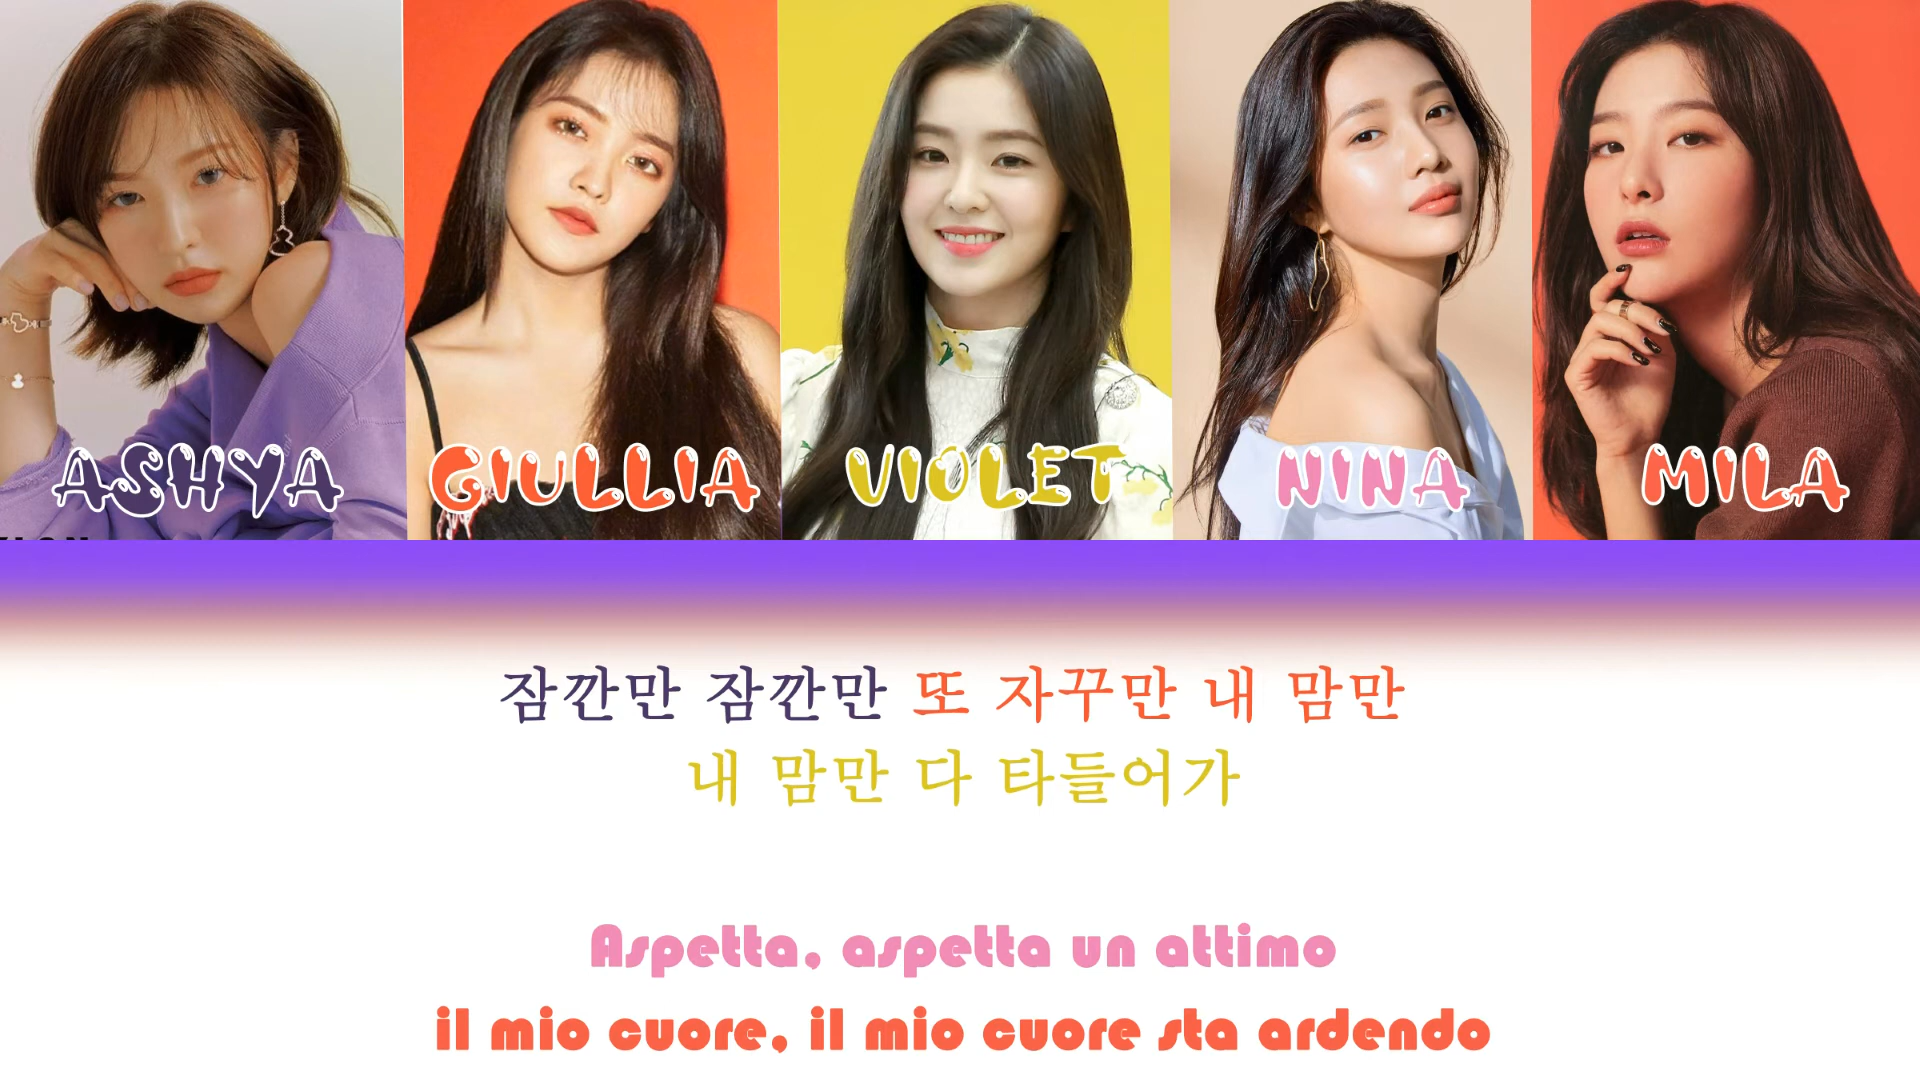 ASHYA GIULLIA VIOLET NINA MILA
잠깐만 잠깐만 또 자꾸만 내 맘만
내 맘만 다 타들어가
Aspetta, aspetta un attimo
il mio cuore, il mio cuore sta ardendo